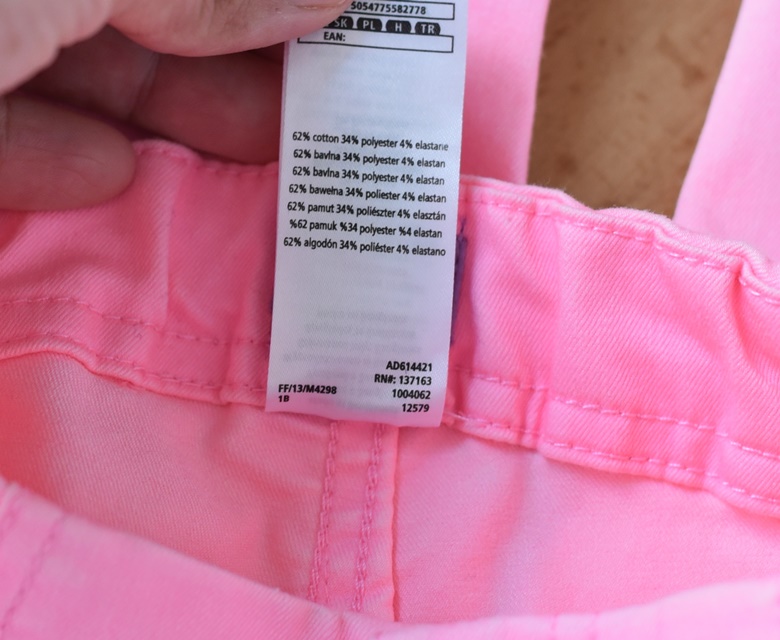 5054775582778
SK PL H TR
EAN:
62% cotton 34% polyester 4% elastane
62% bavlna 34% polyester 4% elastan
62% bavlna 34% polyester 4% elastan
62% bawełna 34% poliester 4% elastan
62% pamut 34% poliészter 4% elasztán
%62 pamuk %34 polyester %4 elastan
62% algodón 34% poliéster 4% elastano
AD614421
RN#: 137163
FF/13/M4298 1004062
1B 12579